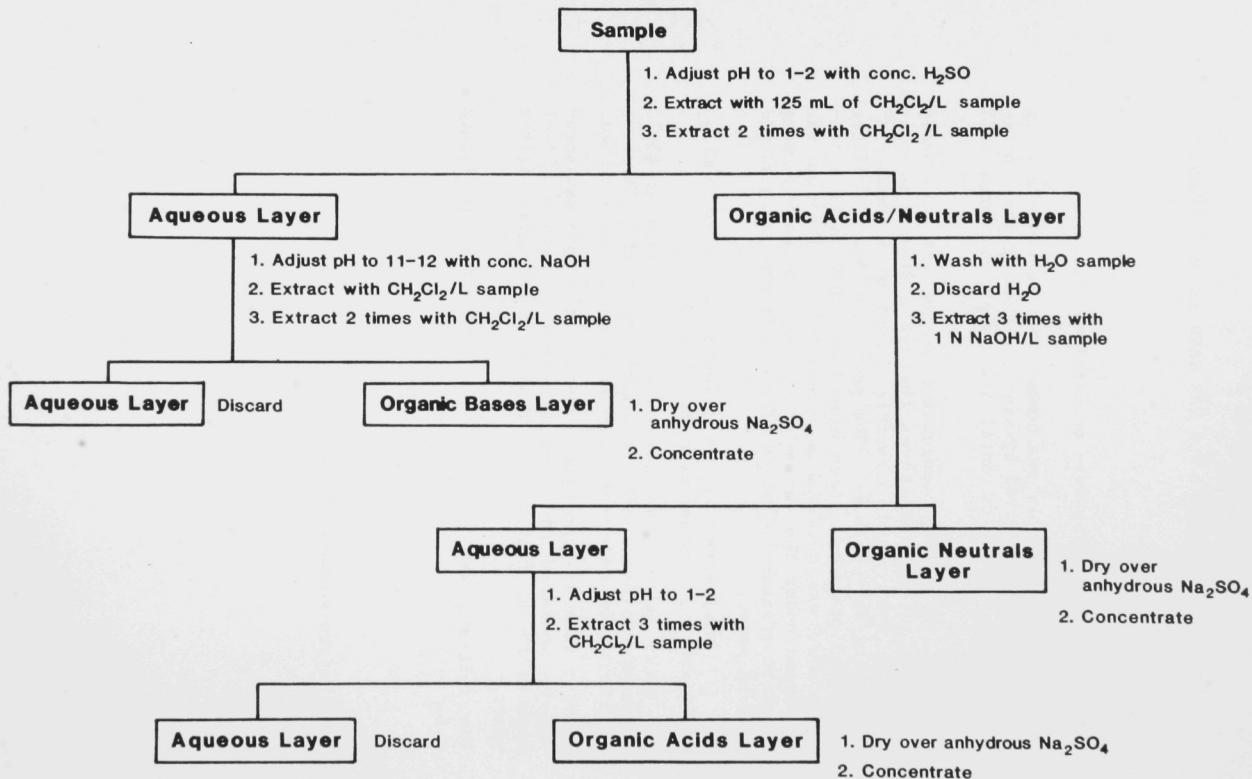 Sample
1. Adjust pH to 1-2 with conc. H₂SO
2. Extract with 125 mL of CH₂Cl₂/L sample
3. Extract 2 times with CH₂Cl₂ /L sample
Aqueous Layer
Organic Acids/Neutrals Layer
1. Adjust pH to 11-12 with conc. NaOH
2. Extract with CH₂Cl₂/L sample
3. Extract 2 times with CH₂Cl₂/L sample
1. Wash with H₂O sample
2. Discard H₂O
3. Extract 3 times with
1 N NaOH/L sample
Aqueous Layer Discard
Organic Bases Layer
1. Dry over
anhydrous Na₂SO₄
2. Concentrate
Aqueous Layer
Organic Neutrals
Layer
1. Dry over
anhydrous Na₂SO₄
2. Concentrate
1. Adjust pH to 1-2
2. Extract 3 times with
CH₂Cl₂/L sample
Aqueous Layer Discard
Organic Acids Layer
1. Dry over anhydrous Na₂SO₄
2. Concentrate